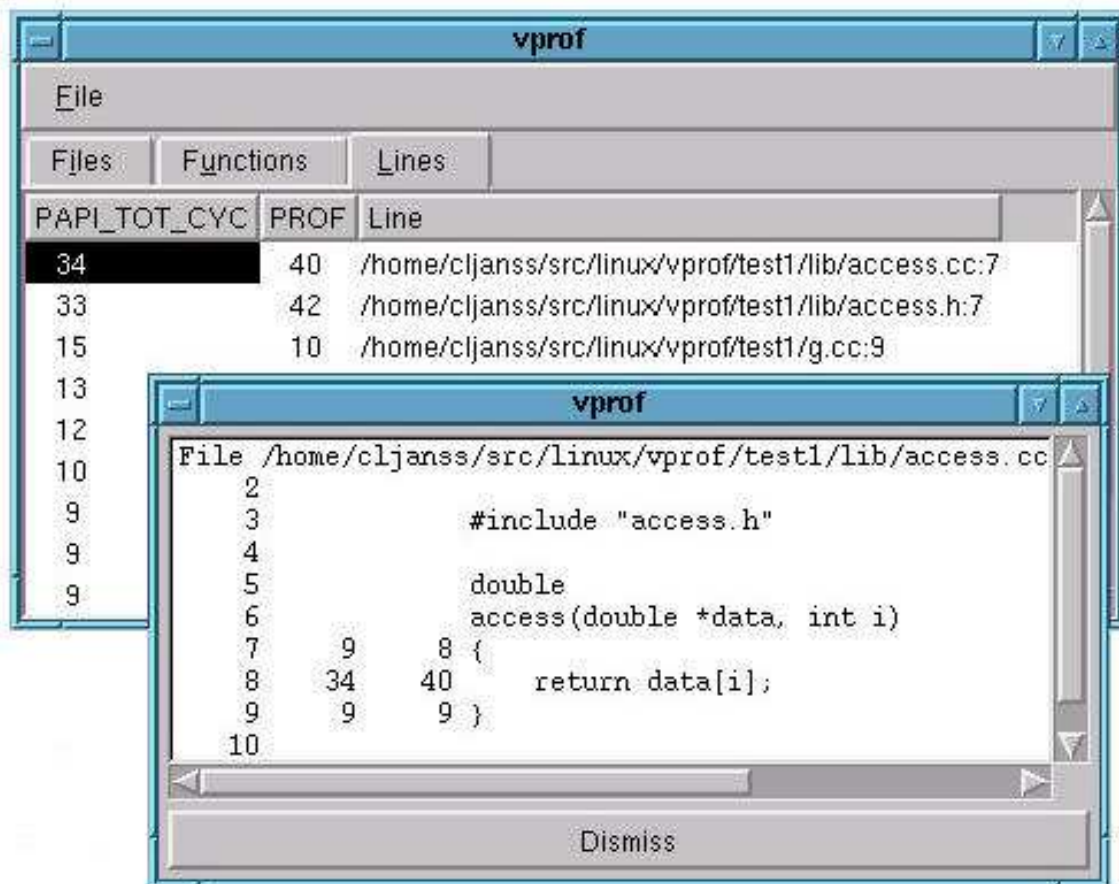 vprof
File
Files Functions Lines
PAPI_TOT_CYC PROF Line
34 40 /home/cljanss/src/linux/vprof/test1/lib/access.cc:7
33 42 /home/cljanss/src/linux/vprof/test1/lib/access.h:7
15 10 /home/cljanss/src/linux/vprof/test1/g.cc:9
13
12
10
9
9
9
vprof
File /home/cljanss/src/linux/vprof/test1/lib/access.cc
2
3 #include "access.h"
4
5 double
6 access(double *data, int i)
7 9 8 {
8 34 40 return data[i];
9 9 9 }
10
Dismiss